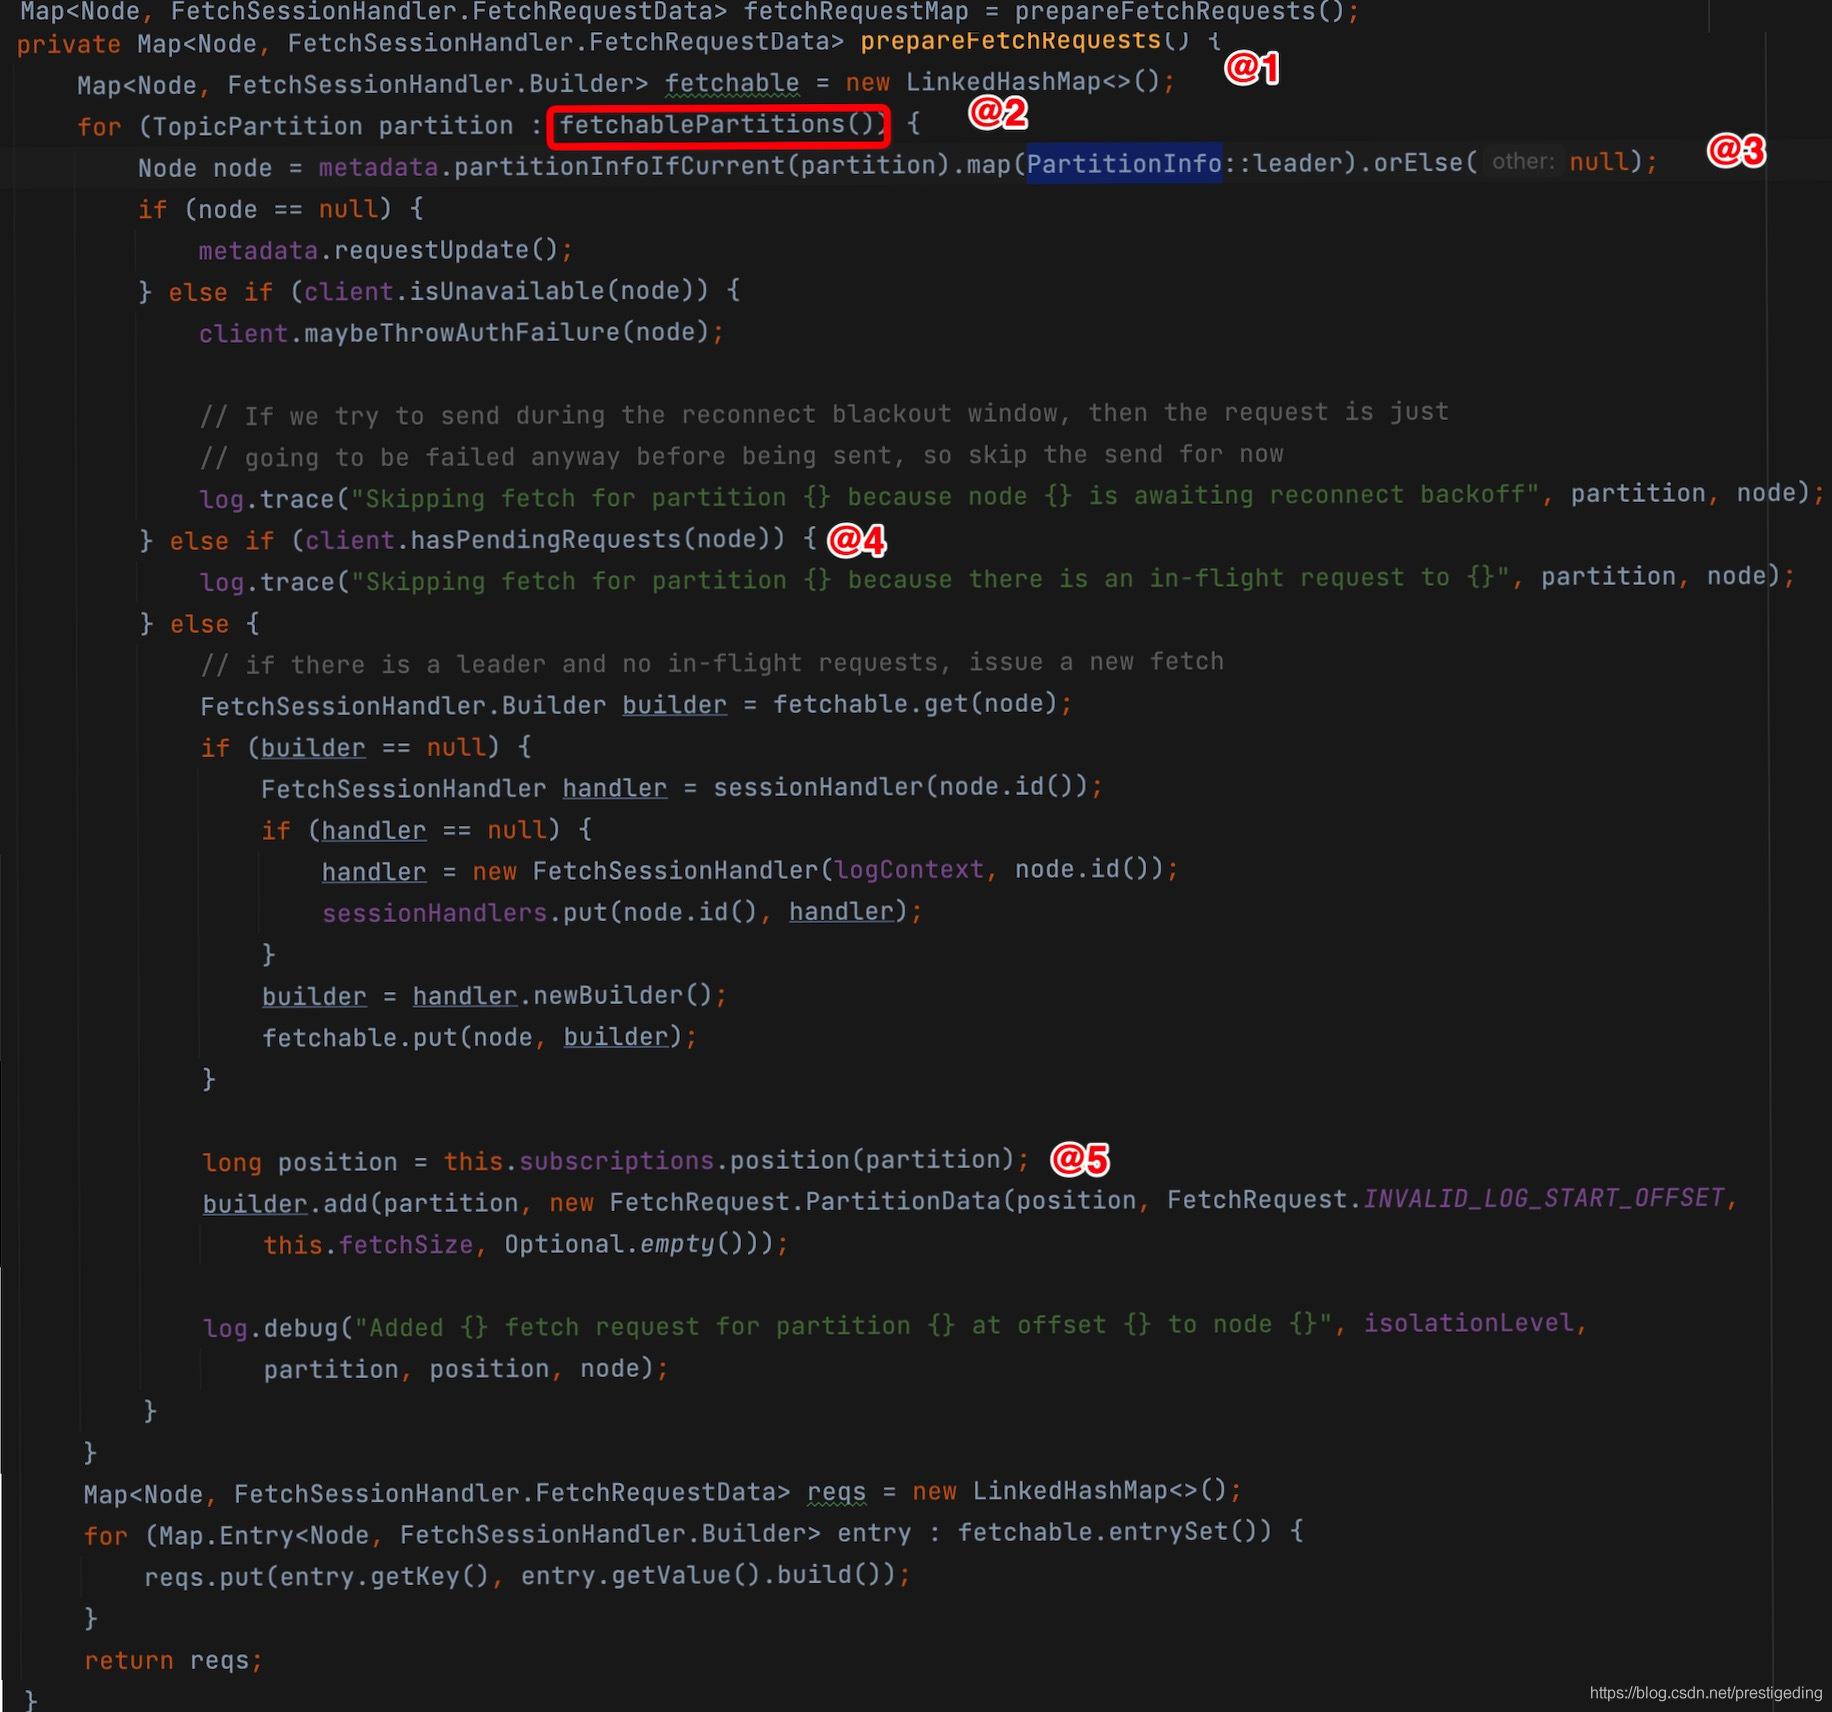 Map<Node, FetchSessionHandler.FetchRequestData> fetchRequestMap = prepareFetchRequests();
private Map<Node, FetchSessionHandler.FetchRequestData> prepareFetchRequests() {
@1
Map<Node, FetchSessionHandler.Builder> fetchable = new LinkedHashMap<>();
for (TopicPartition partition : fetchablePartitions()) { @2
Node node = metadata.partitionInfoIfCurrent(partition).map(PartitionInfo::leader).orElse( other: null); @3
if (node == null) {
metadata.requestUpdate();
} else if (client.isUnavailable(node)) {
client.maybeThrowAuthFailure(node);
// If we try to send during the reconnect blackout window, then the request is just
// going to be failed anyway before being sent, so skip the send for now
log.trace("Skipping fetch for partition {} because node {} is awaiting reconnect backoff", partition, node);
} else if (client.hasPendingRequests(node)) { @4
log.trace("Skipping fetch for partition {} because there is an in-flight request to {}", partition, node);
} else {
// if there is a leader and no in-flight requests, issue a new fetch
FetchSessionHandler.Builder builder = fetchable.get(node);
if (builder == null) {
FetchSessionHandler handler = sessionHandler(node.id());
if (handler == null) {
handler = new FetchSessionHandler(logContext, node.id());
sessionHandlers.put(node.id(), handler);
}
builder = handler.newBuilder();
fetchable.put(node, builder);
}
long position = this.subscriptions.position(partition); @5
builder.add(partition, new FetchRequest.PartitionData(position, FetchRequest.INVALID_LOG_START_OFFSET,
this.fetchSize, Optional.empty()));
log.debug("Added {} fetch request for partition {} at offset {} to node {}", isolationLevel,
partition, position, node);
}
}
Map<Node, FetchSessionHandler.FetchRequestData> reqs = new LinkedHashMap<>();
for (Map.Entry<Node, FetchSessionHandler.Builder> entry : fetchable.entrySet()) {
reqs.put(entry.getKey(), entry.getValue().build());
}
return reqs;
}
https://blog.csdn.net/prestigeding